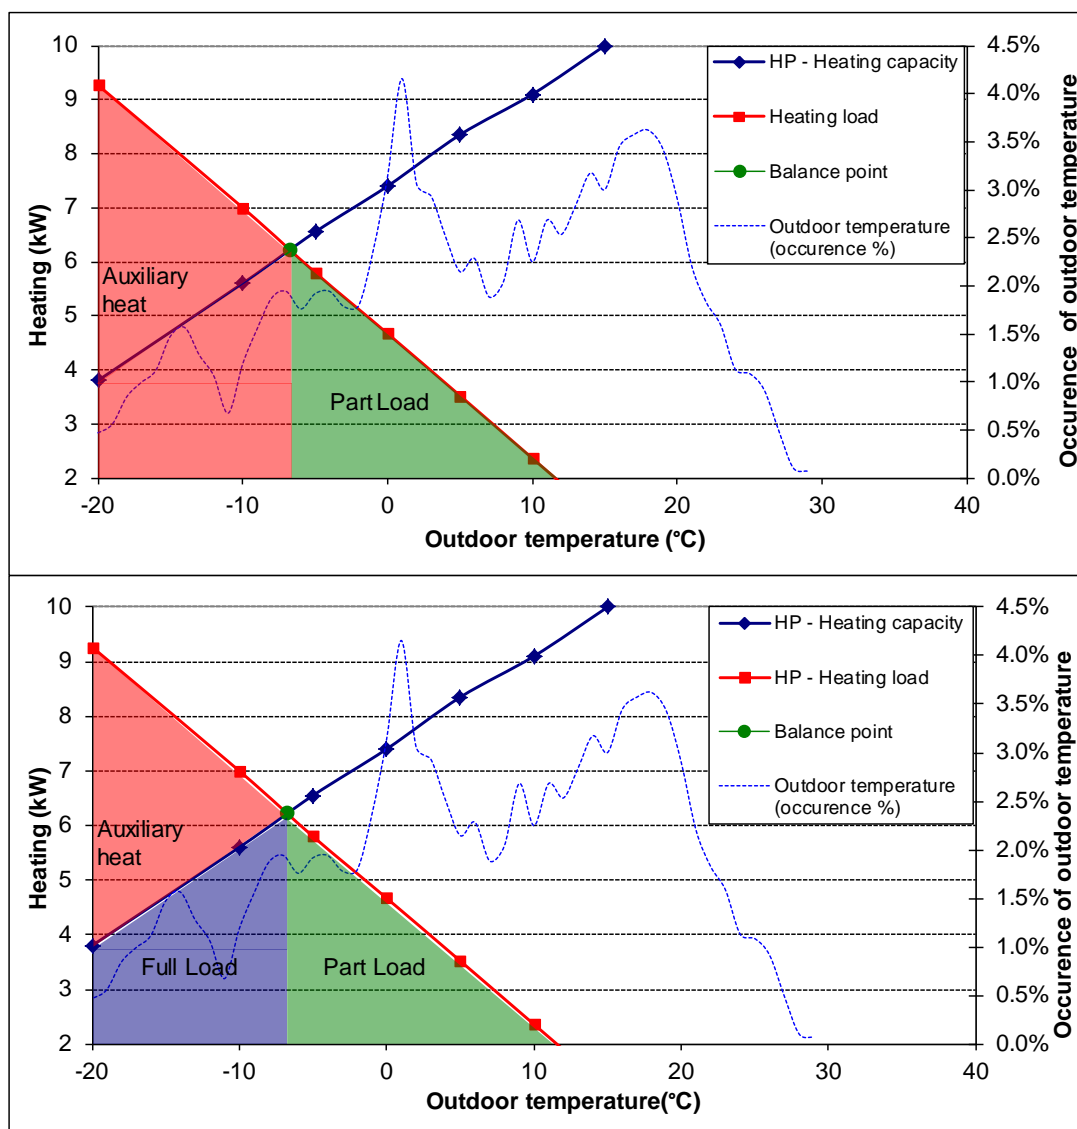 10
9
8
7
6
5
4
3
2
Heating (kW)
4.5%
4.0%
3.5%
3.0%
2.5%
2.0%
1.5%
1.0%
0.5%
0.0%
Occurence of outdoor temperature
HP - Heating capacity
Heating load
Balance point
Outdoor temperature
(occurence %)
Auxiliary
heat
Part Load
-20 -10 0 10 20 30 40
Outdoor temperature (°C)
10
9
8
7
6
5
4
3
2
Heating (kW)
4.5%
4.0%
3.5%
3.0%
2.5%
2.0%
1.5%
1.0%
0.5%
0.0%
Occurence of outdoor temperature
HP - Heating capacity
HP - Heating load
Balance point
Outdoor temperature
(occurence %)
Auxiliary
heat
Full Load
Part Load
-20 -10 0 10 20 30 40
Outdoor temperature(°C)